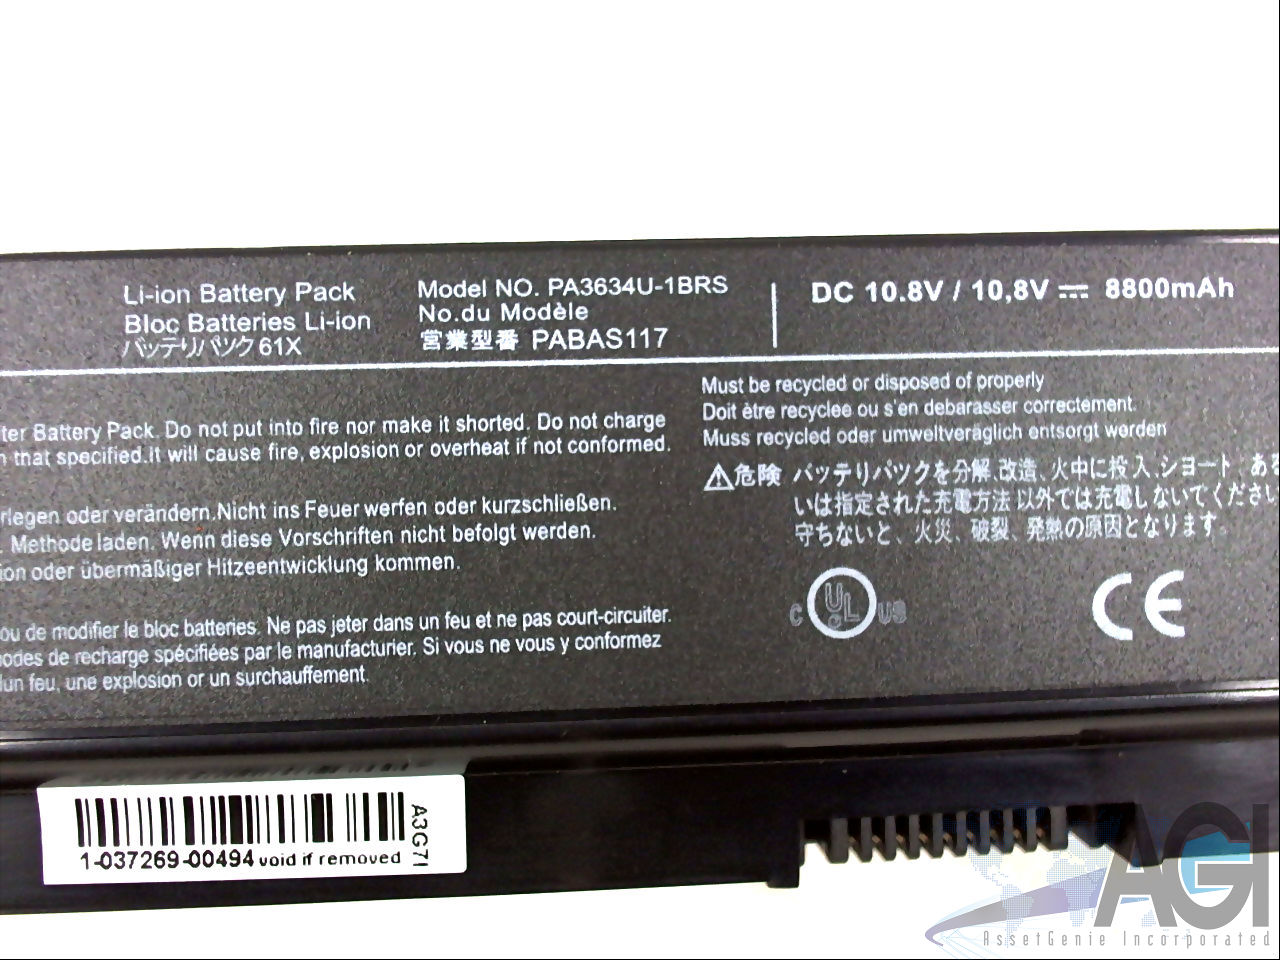 Li-ion Battery Pack
Bloc Batteries Li-ion
バッテリパック 61X
Model NO. PA3634U-1BRS
No.du Modèle
営業型番 PABAS117
DC 10.8V / 10,8V ⎓ 8800mAh
ter Battery Pack. Do not put into fire nor make it shorted. Do not charge
that specified.it will cause fire, explosion or overheat if not conformed.
rlegen oder verändern.Nicht ins Feuer werfen oder kurzschließen.
. Methode laden. Wenn diese Vorschriften nicht befolgt werden.
ion oder übermäßiger Hitzeentwicklung kommen.
ou de modifier le bloc batteries. Ne pas jeter dans un feu et ne pas court-circuiter.
odes de recharge spécifiées par le manufacturier. Si vous ne vous y conformez
un feu, une explosion or un surchauffement.
Must be recycled or disposed of properly
Doit être recyclee ou s'en debarasser correctement.
Muss recycled oder umweltveräglich entsorgt werden
⚠危険 バッテリパックを分解、改造、火中に投入、ショート、ある
いは指定された充電方法以外では充電しないでください
守ちないと、火災、破裂、発熱の原因となります。
C UL US
CE
A3G7I
1-037269-00494 void if removed
AGI
AssetGenie Incorporated